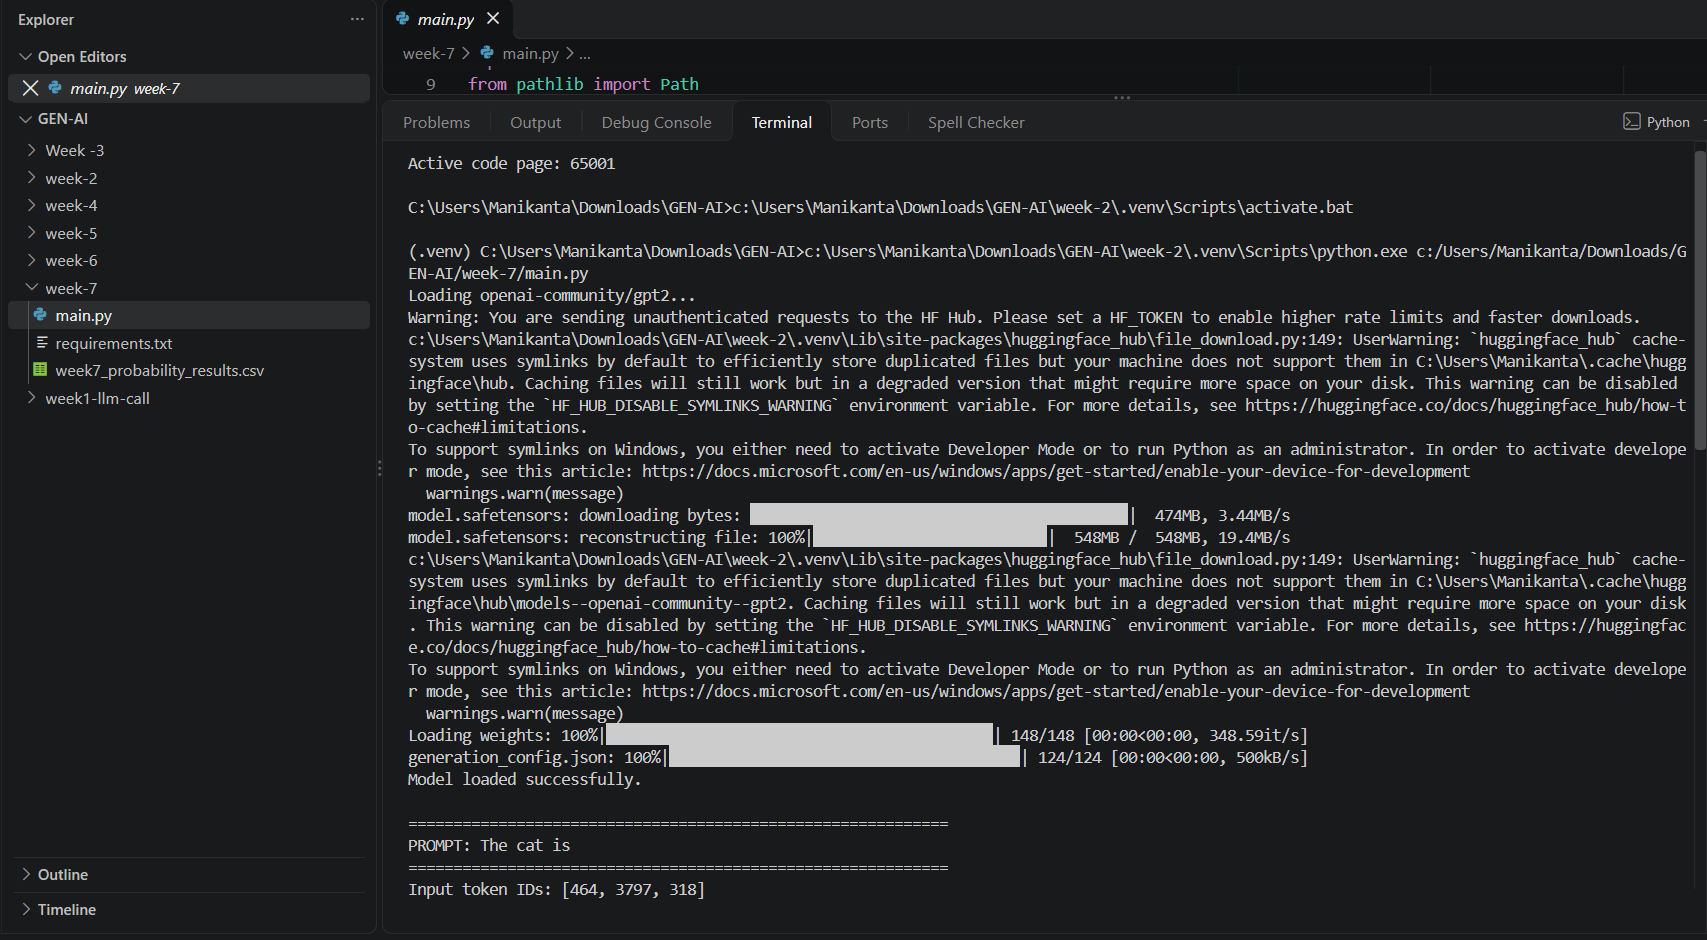 Explorer
...
Open Editors
main.py week-7
GEN-AI
Week -3
week-2
week-4
week-5
week-6
week-7
main.py
requirements.txt
week7_probability_results.csv
week1-llm-call
Outline
Timeline
main.py
week-7 > main.py > ...
9 from pathlib import Path
Problems Output Debug Console Terminal Ports Spell Checker Python
Active code page: 65001
C:\Users\Manikanta\Downloads\GEN-AI>c:\Users\Manikanta\Downloads\GEN-AI\week-2\.venv\Scripts\activate.bat
(.venv) C:\Users\Manikanta\Downloads\GEN-AI>c:\Users\Manikanta\Downloads\GEN-AI\week-2\.venv\Scripts\python.exe c:/Users/Manikanta/Downloads/G
EN-AI/week-7/main.py
Loading openai-community/gpt2...
Warning: You are sending unauthenticated requests to the HF Hub. Please set a HF_TOKEN to enable higher rate limits and faster downloads.
c:\Users\Manikanta\Downloads\GEN-AI\week-2\.venv\Lib\site-packages\huggingface_hub\file_download.py:149: UserWarning: `huggingface_hub` cache-
system uses symlinks by default to efficiently store duplicated files but your machine does not support them in C:\Users\Manikanta\.cache\hugg
ingface\hub. Caching files will still work but in a degraded version that might require more space on your disk. This warning can be disabled
by setting the `HF_HUB_DISABLE_SYMLINKS_WARNING` environment variable. For more details, see https://huggingface.co/docs/huggingface_hub/how-t
o-cache#limitations.
To support symlinks on Windows, you either need to activate Developer Mode or to run Python as an administrator. In order to activate develope
r mode, see this article: https://docs.microsoft.com/en-us/windows/apps/get-started/enable-your-device-for-development
warnings.warn(message)
model.safetensors: downloading bytes: | 474MB, 3.44MB/s
model.safetensors: reconstructing file: 100%| | 548MB / 548MB, 19.4MB/s
c:\Users\Manikanta\Downloads\GEN-AI\week-2\.venv\Lib\site-packages\huggingface_hub\file_download.py:149: UserWarning: `huggingface_hub` cache-
system uses symlinks by default to efficiently store duplicated files but your machine does not support them in C:\Users\Manikanta\.cache\hugg
ingface\hub\models--openai-community--gpt2. Caching files will still work but in a degraded version that might require more space on your disk
. This warning can be disabled by setting the `HF_HUB_DISABLE_SYMLINKS_WARNING` environment variable. For more details, see https://huggingfac
e.co/docs/huggingface_hub/how-to-cache#limitations.
To support symlinks on Windows, you either need to activate Developer Mode or to run Python as an administrator. In order to activate develope
r mode, see this article: https://docs.microsoft.com/en-us/windows/apps/get-started/enable-your-device-for-development
warnings.warn(message)
Loading weights: 100%| | 148/148 [00:00<00:00, 348.59it/s]
generation_config.json: 100%| | 124/124 [00:00<00:00, 500kB/s]
Model loaded successfully.
============================================================
PROMPT: The cat is
============================================================
Input token IDs: [464, 3797, 318]